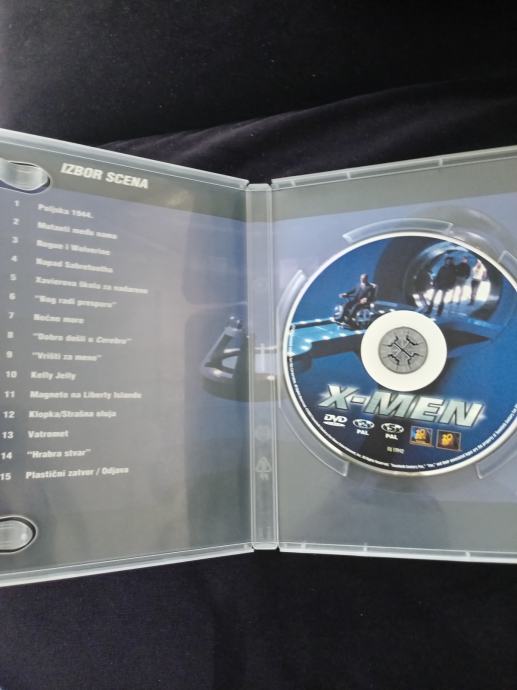 IZBOR SCENA
1 Poljska 1944.
2 Mutanti među nama
3 Rogue i Wolverine
4 Napad Sabretootha
5 Xavierova škola za nadarene
6 "Bog radi presporo"
7 Noćne more
8 "Dobro došli u Cerebro"
9 "Vrišti za mene"
10 Kelly Jelly
11 Magneto na Liberty Islandu
12 Klopka/Strašna oluja
13 Vatromet
14 "Hrabra stvar"
15 Plastični zatvor / Odjava
X-MEN
DVD
PAL
PAL